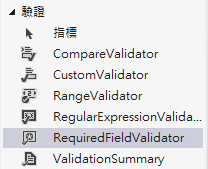 驗證
指標
CompareValidator
CustomValidator
RangeValidator
RegularExpressionValida...
RequiredFieldValidator
ValidationSummary